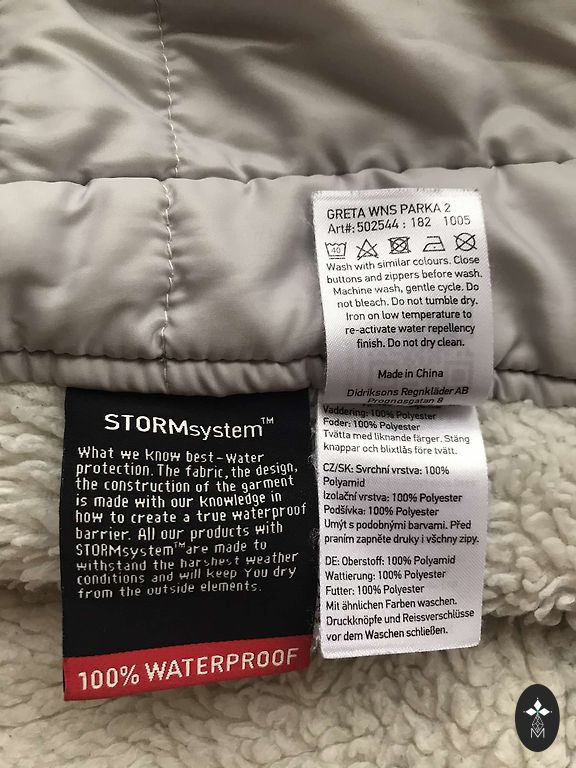 GRETA WNS PARKA 2
Art#: 502544 : 182 1005
40
Wash with similar colours. Close
buttons and zippers before wash.
Machine wash, gentle cycle. Do
not bleach. Do not tumble dry.
Iron on low temperature to
re-activate water repellency
finish. Do not dry clean.
Made in China
Didriksons Regnkläder AB
Prognosgatan 8
Vaddering: 100% Polyester
Foder: 100% Polyester
Tvätta med liknande färger. Stäng
knappar och blixtlås före tvätt.
CZ/SK: Svrchní vrstva: 100%
Polyamid
Izolační vrstva: 100% Polyester
Podšívka: 100% Polyester
Umýt s podobnými barvami. Před
praním zapněte druky i všechny zipy.
DE: Oberstoff: 100% Polyamid
Wattierung: 100% Polyester
Futter: 100% Polyester
Mit ähnlichen Farben waschen.
Druckknöpfe und Reissverschlüsse
vor dem Waschen schließen.
STORMsystem™
What we know best-Water
protection. The fabric, the design,
the construction of the garment
is made with our knowledge in
how to create a true waterproof
barrier. All our products with
STORMsystem™ are made to
withstand the harshest weather
conditions and will keep You dry
from the outside elements.
100% WATERPROOF
M